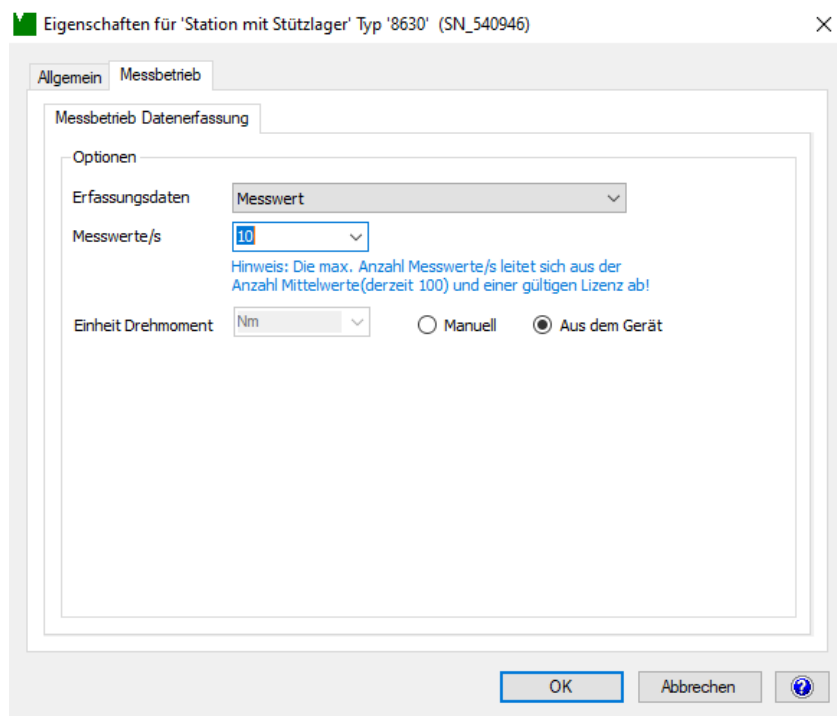 Eigenschaften für 'Station mit Stützlager' Typ '8630' (SN_540946)
Allgemein Messbetrieb
Messbetrieb Datenerfassung
Optionen
Erfassungsdaten Messwert
Messwerte/s 10
Hinweis: Die max. Anzahl Messwerte/s leitet sich aus der
Anzahl Mittelwerte(derzeit 100) und einer gültigen Lizenz ab!
Einheit Drehmoment Nm Manuell Aus dem Gerät
OK Abbrechen ?